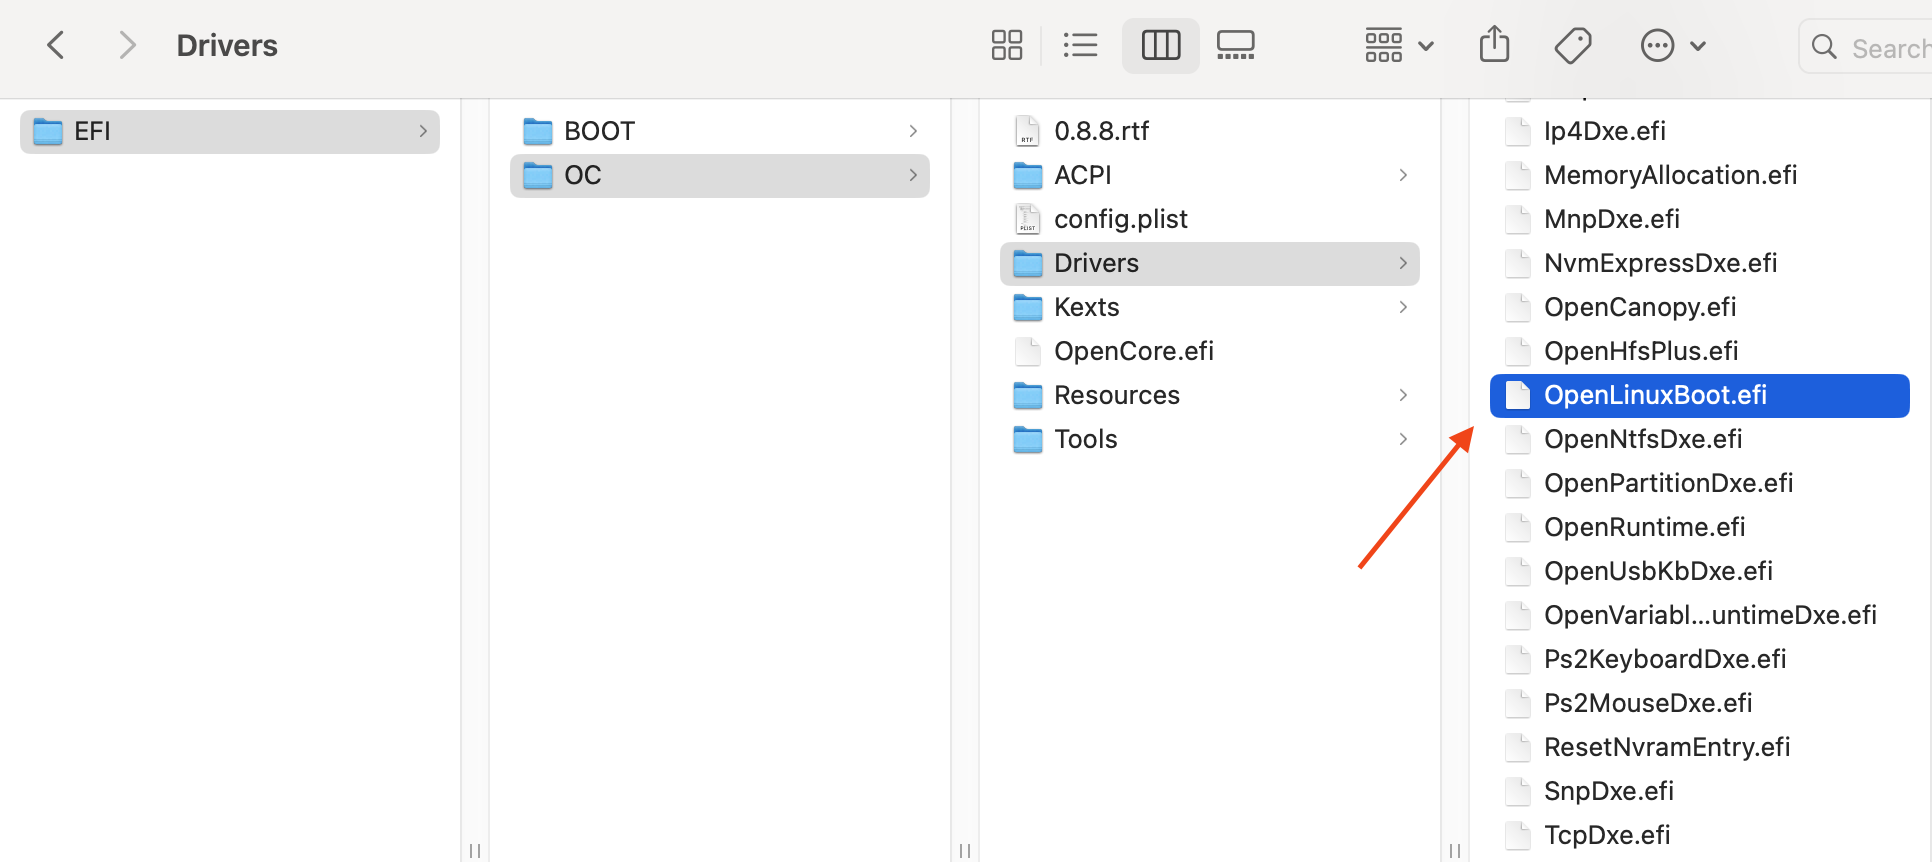 Drivers
Search
EFI
BOOT
OC
0.8.8.rtf
ACPI
config.plist
Drivers
Kexts
OpenCore.efi
Resources
Tools
Ip4Dxe.efi
MemoryAllocation.efi
MnpDxe.efi
NvmExpressDxe.efi
OpenCanopy.efi
OpenHfsPlus.efi
OpenLinuxBoot.efi
OpenNtfsDxe.efi
OpenPartitionDxe.efi
OpenRuntime.efi
OpenUsbKbDxe.efi
OpenVariabl...untimeDxe.efi
Ps2KeyboardDxe.efi
Ps2MouseDxe.efi
ResetNvramEntry.efi
SnpDxe.efi
TcpDxe.efi